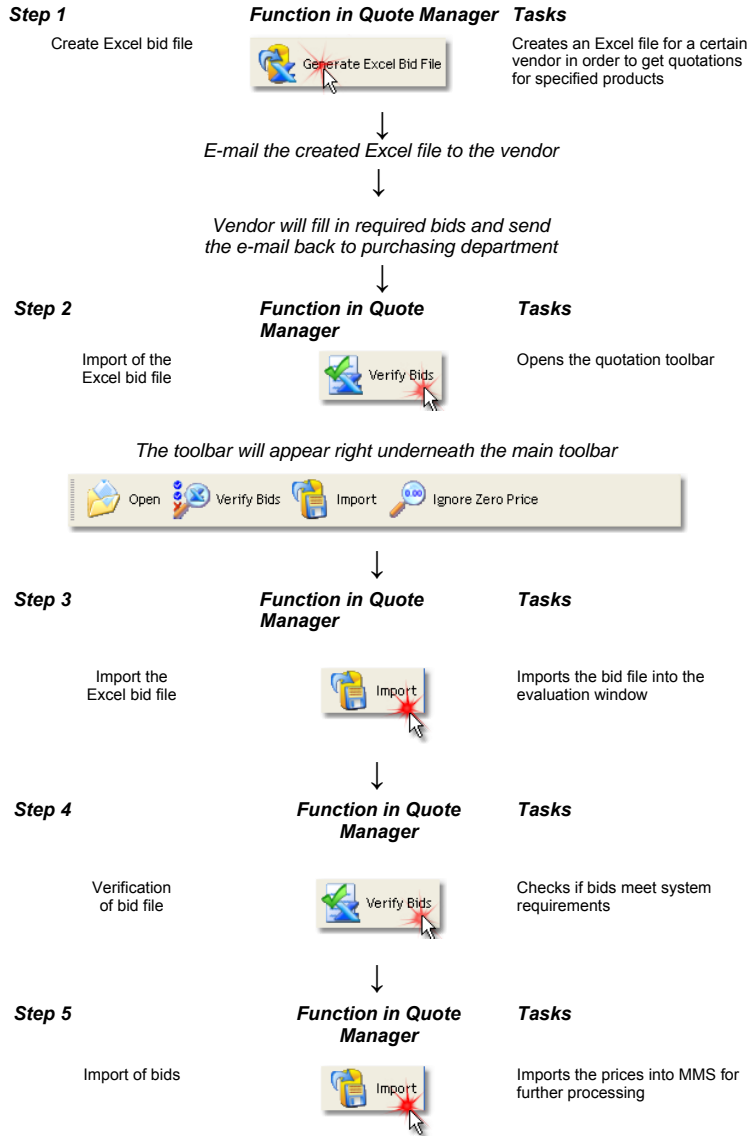 Step 1 Function in Quote Manager Tasks
Create Excel bid file
Generate Excel Bid File
Creates an Excel file for a certain
vendor in order to get quotations
for specified products
↓
E-mail the created Excel file to the vendor
↓
Vendor will fill in required bids and send
the e-mail back to purchasing department
↓
Step 2
Function in Quote
Manager
Tasks
Import of the
Excel bid file
Verify Bids
Opens the quotation toolbar
The toolbar will appear right underneath the main toolbar
Open Verify Bids Import 0.00 Ignore Zero Price
↓
Step 3
Function in Quote
Manager
Tasks
Import the
Excel bid file
Import
Imports the bid file into the
evaluation window
↓
Step 4
Function in Quote
Manager
Tasks
Verification
of bid file
Verify Bids
Checks if bids meet system
requirements
↓
Step 5
Function in Quote
Manager
Tasks
Import of bids
Import
Imports the prices into MMS for
further processing